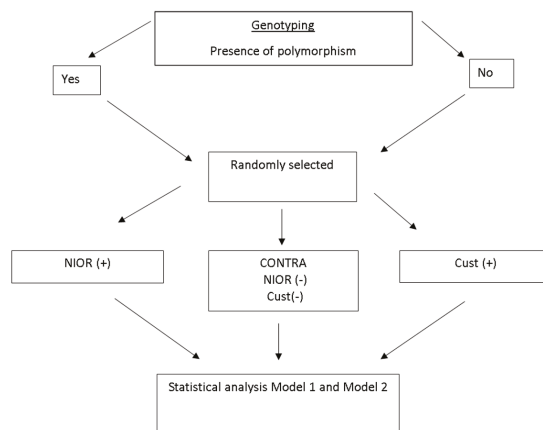 Genotyping
Presence of polymorphism
Yes
No
Randomly selected
NIOR (+)
CONTRA
NIOR (-)
Cust(-)
Cust (+)
Statistical analysis Model 1 and Model 2